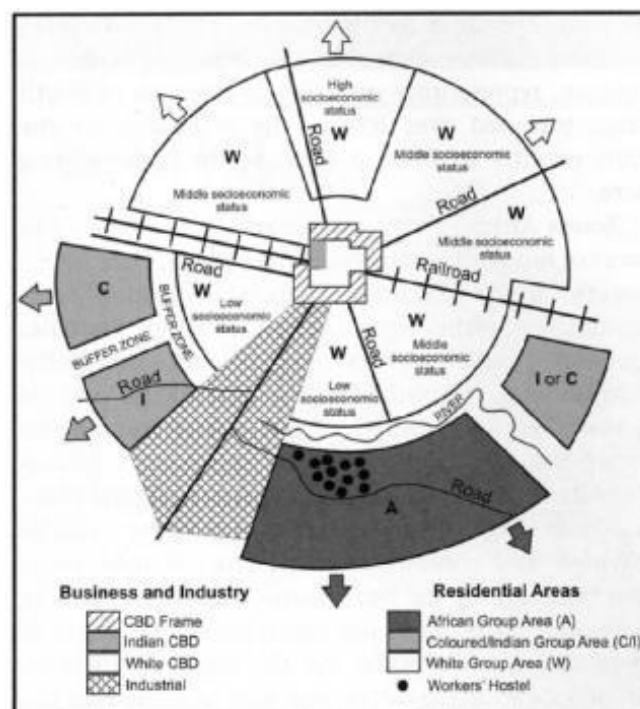 High
socioeconomic
status
W
Road
W
W
Middle socioeconomic
status
Middle socioeconomic
status
Road
W
Middle
socioeconomic
status
Road
Railroad
C
BUFFER ZONE
BUFFER ZONE
W
Low
socioeconomic
status
W
Middle
socioeconomic
status
Road
W
Low
socioeconomic
status
I or C
Road
I
RIVER
A
Road
Business and Industry
CBD Frame
Indian CBD
White CBD
Industrial
Residential Areas
African Group Area (A)
Coloured/Indian Group Area (C/I)
White Group Area (W)
Workers' Hostel